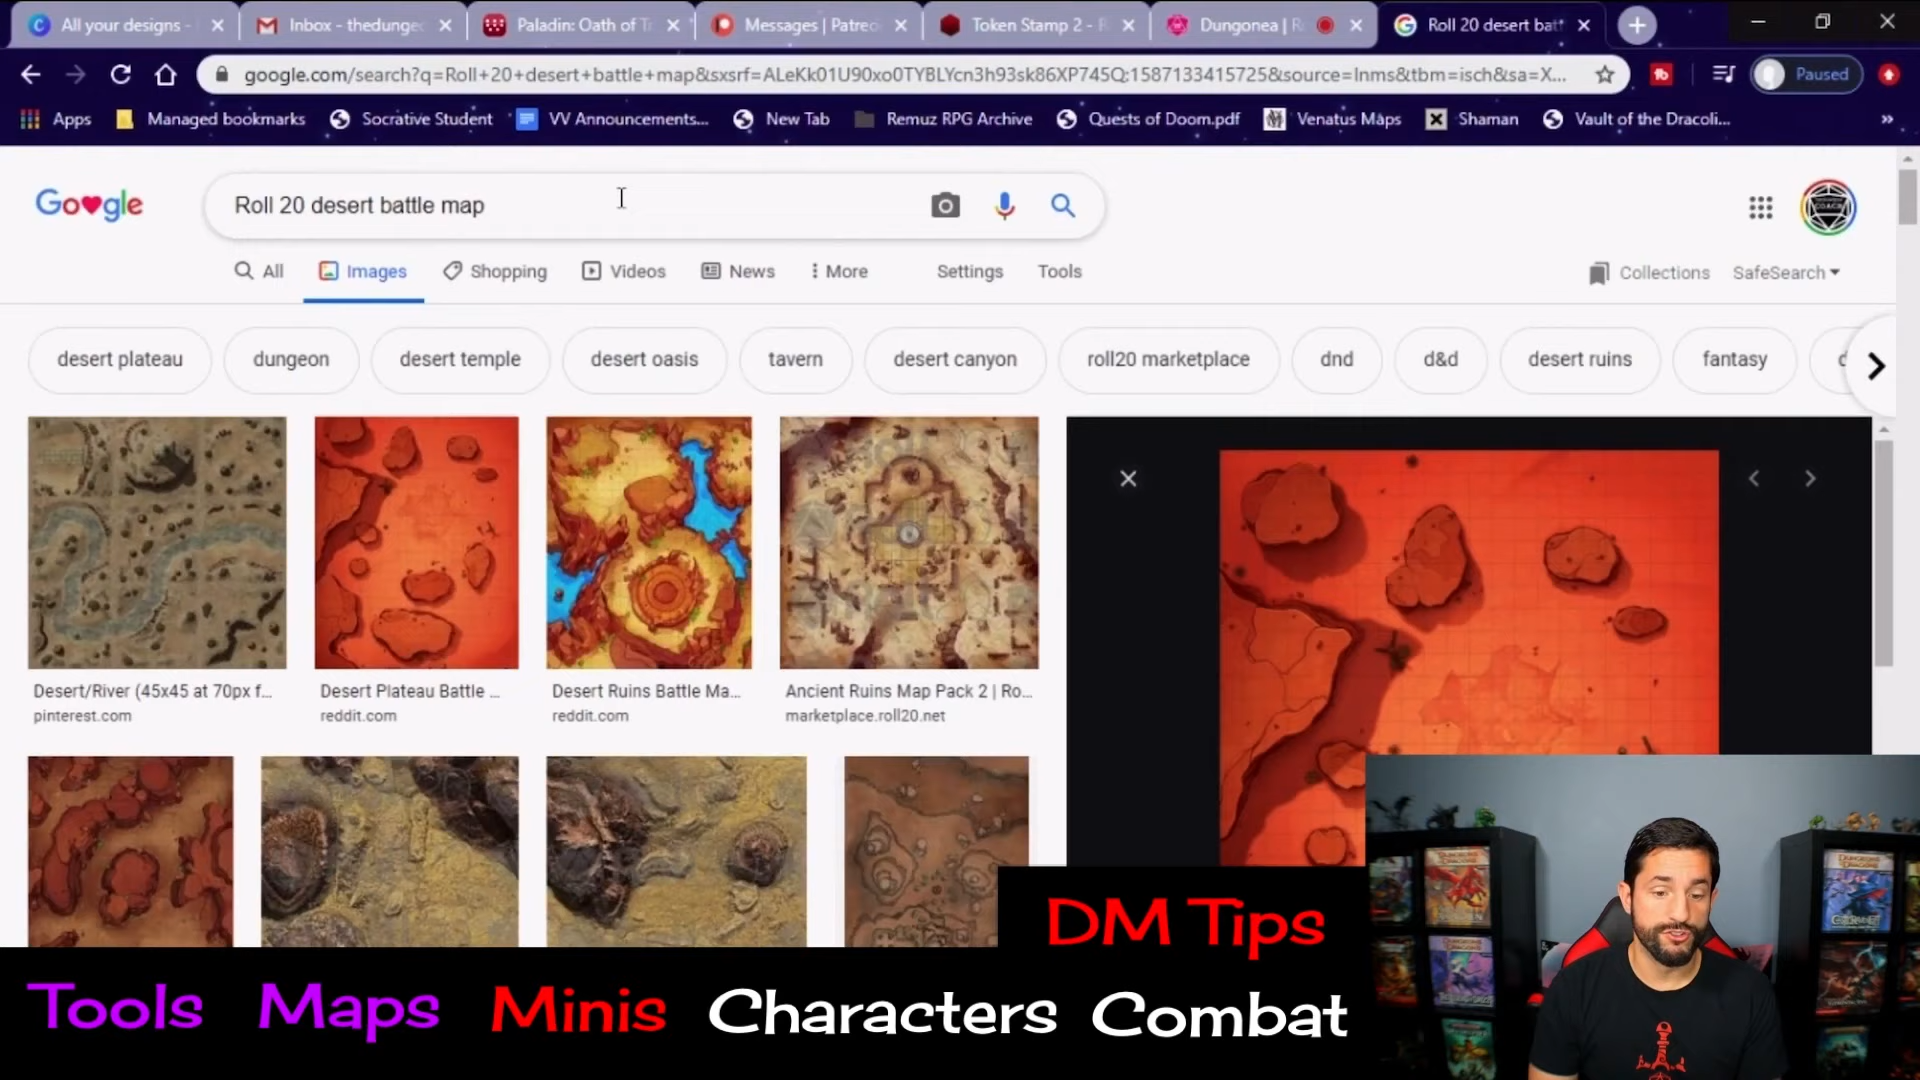 All your designs -
Inbox - thedunge
Paladin: Oath of T
Messages | Patreo
Token Stamp 2 - R
Dungonea | R
Roll 20 desert bat
google.com/search?q=Roll+20+desert+battle+map&sxsrf=ALeKk01U90xo0TYBLYcn3h93sk86XP745Q:1587133415725&source=lnms&tbm=isch&sa=X...
Paused
Apps
Managed bookmarks
Socrative Student
VV Announcements...
New Tab
Remuz RPG Archive
Quests of Doom.pdf
Venatus Maps
Shaman
Vault of the Dracoli...
»
Go♥gle
Roll 20 desert battle map
All
Images
Shopping
Videos
News
More
Settings
Tools
Collections
SafeSearch
desert plateau
dungeon
desert temple
desert oasis
tavern
desert canyon
roll20 marketplace
dnd
d&d
desert ruins
fantasy
Desert/River (45x45 at 70px f...
pinterest.com
Desert Plateau Battle ...
reddit.com
Desert Ruins Battle Ma...
reddit.com
Ancient Ruins Map Pack 2 | Ro...
marketplace.roll20.net
DM Tips
Tools Maps Minis Characters Combat